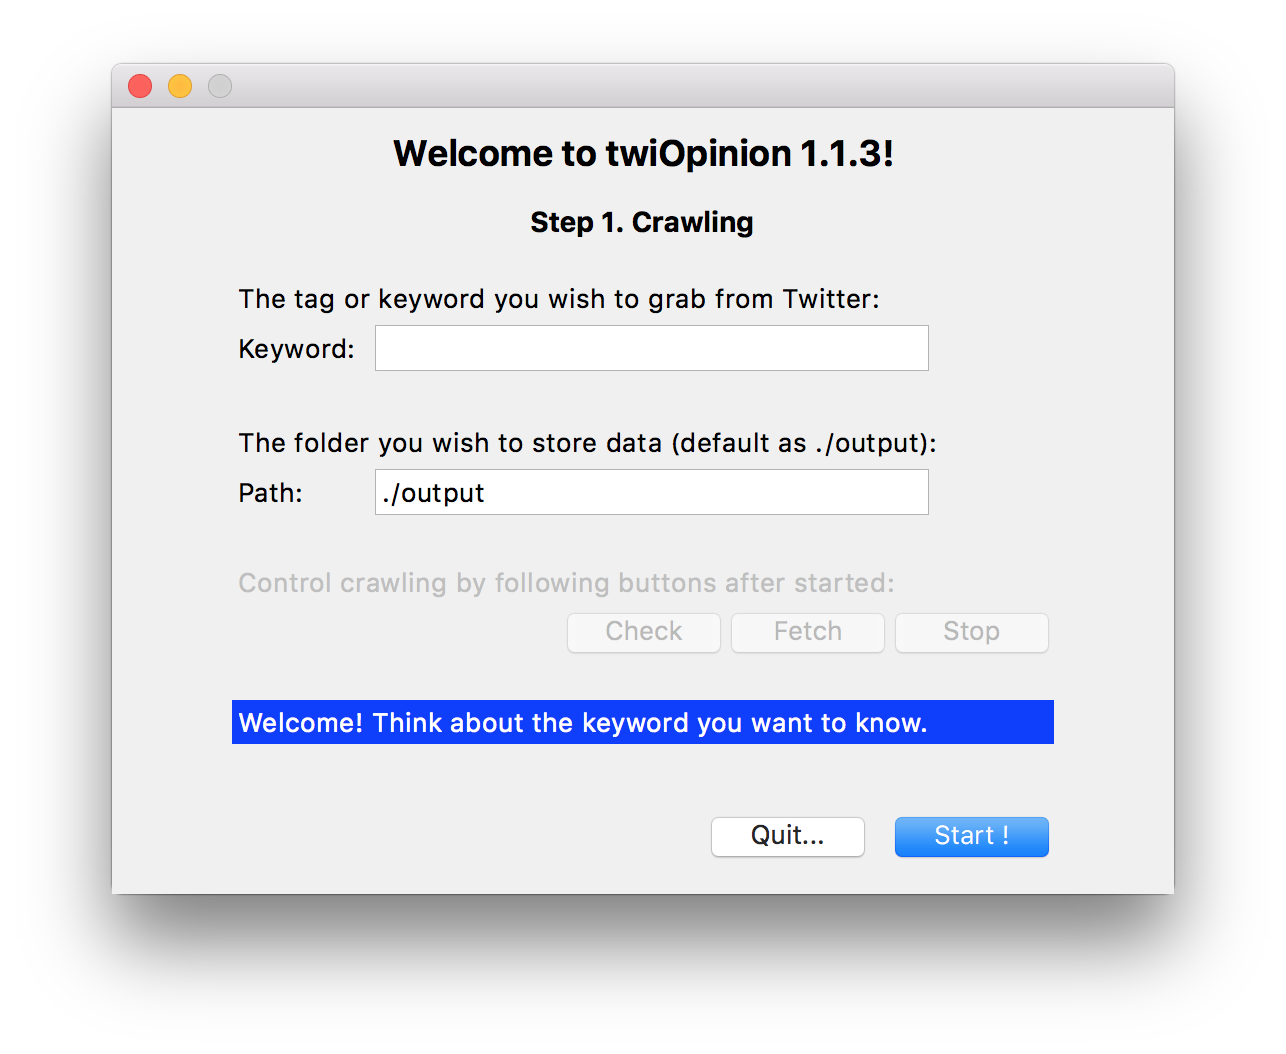 Welcome to twiOpinion 1.1.3!
Step 1. Crawling
The tag or keyword you wish to grab from Twitter:
Keyword:
The folder you wish to store data (default as ./output):
Path: ./output
Control crawling by following buttons after started:
Check Fetch Stop
Welcome! Think about the keyword you want to know.
Quit... Start !